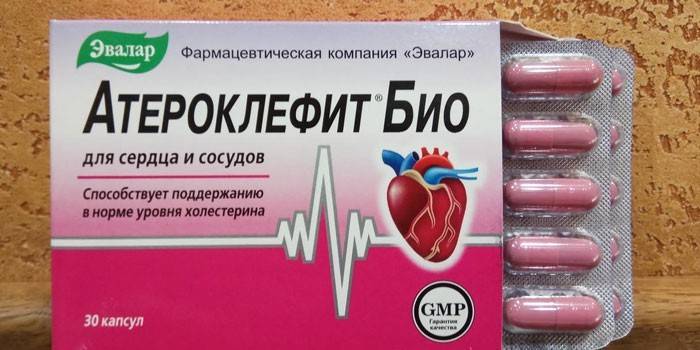 Эвалар
Фармацевтическая компания «Эвалар»
Атероклефит® Био
для сердца и сосудов
Способствует поддержанию
в норме уровня холестерина
30 капсул
GMP
Гарантия
качества